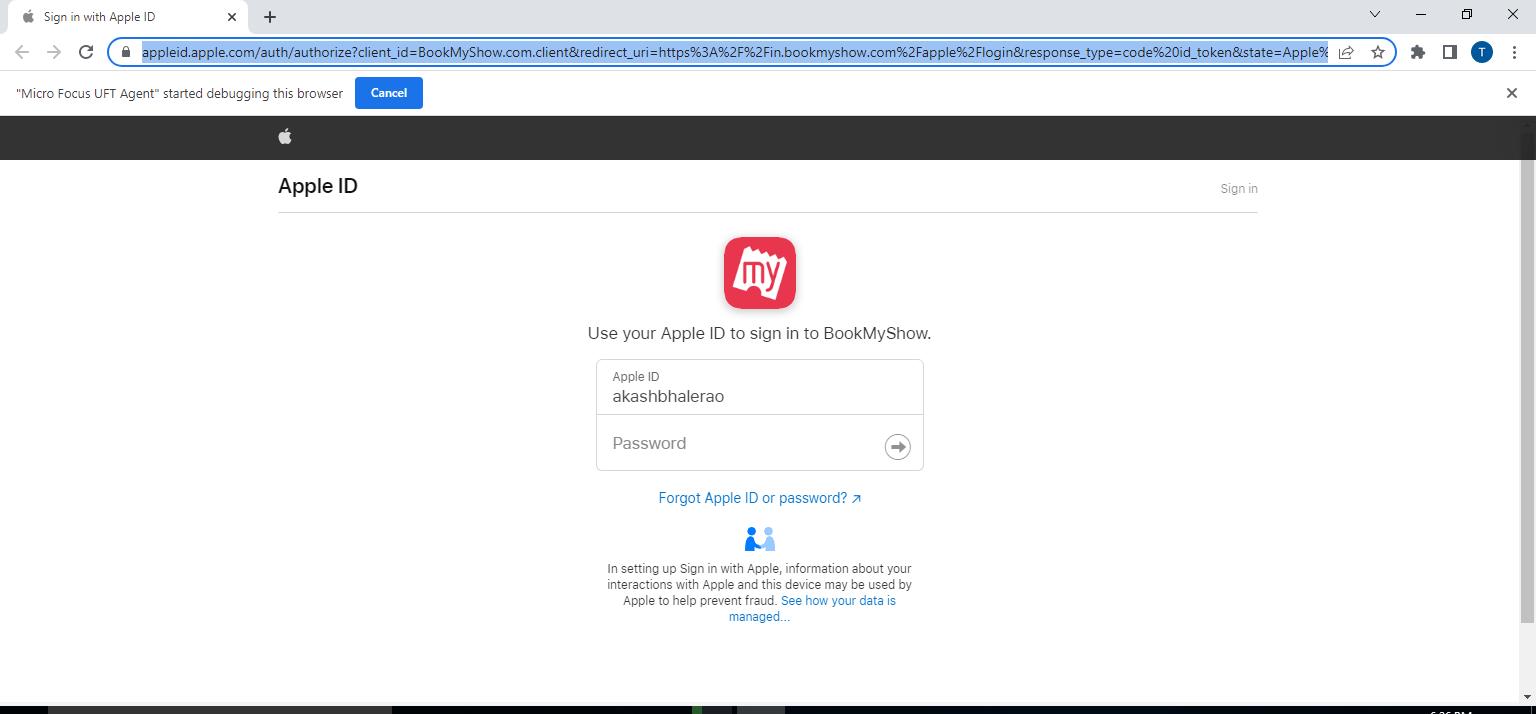 Sign in with Apple ID
appleid.apple.com/auth/authorize?client_id=BookMyShow.com.client&redirect_uri=https%3A%2F%2Fin.bookmyshow.com%2Fapple%2Flogin&response_type=code%20id_token&state=Apple%
T
"Micro Focus UFT Agent" started debugging this browser
Cancel
Apple ID
Sign in
my
Use your Apple ID to sign in to BookMyShow.
Apple ID
akashbhalerao
Password
Forgot Apple ID or password?
In setting up Sign in with Apple, information about your
interactions with Apple and this device may be used by
Apple to help prevent fraud. See how your data is
managed...